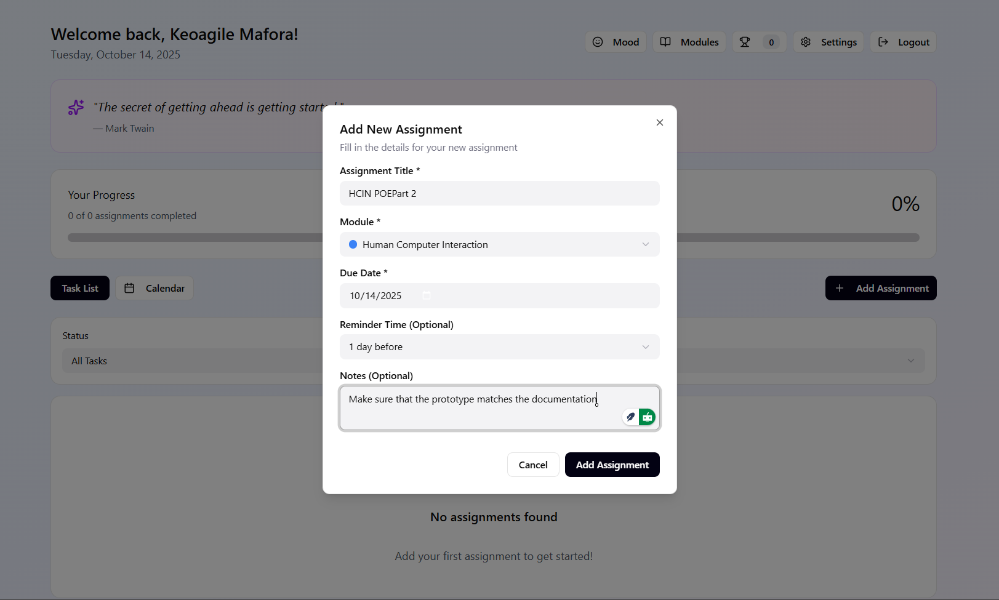 Welcome back, Keoagile Mafora!
Tuesday, October 14, 2025
Mood
Modules
0
Settings
Logout
"The secret of getting ahead is getting started."
— Mark Twain
Your Progress
0 of 0 assignments completed
0%
Task List
Calendar
Add Assignment
Status
All Tasks
Add New Assignment
Fill in the details for your new assignment
Assignment Title *
HCIN POEPart 2
Module *
Human Computer Interaction
Due Date *
10/14/2025
Reminder Time (Optional)
1 day before
Notes (Optional)
Make sure that the prototype matches the documentation
Cancel
Add Assignment
No assignments found
Add your first assignment to get started!